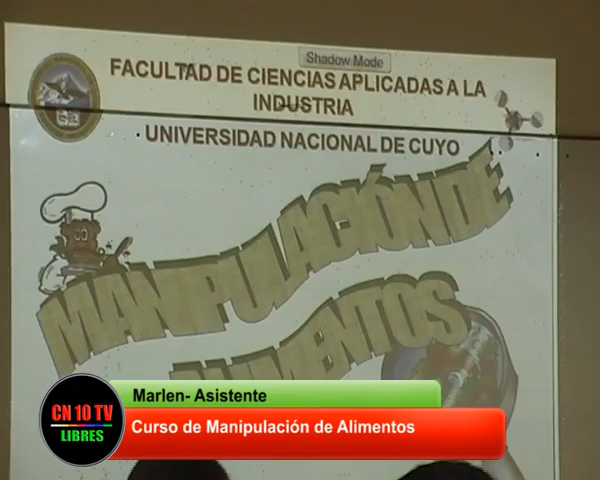 Shadow Mode
FACULTAD DE CIENCIAS APLICADAS A LA
INDUSTRIA
UNIVERSIDAD NACIONAL DE CUYO
MANIPULACIÓN DE
ALIMENTOS
Marlen- Asistente
CN 10 TV
LIBRES
Curso de Manipulación de Alimentos